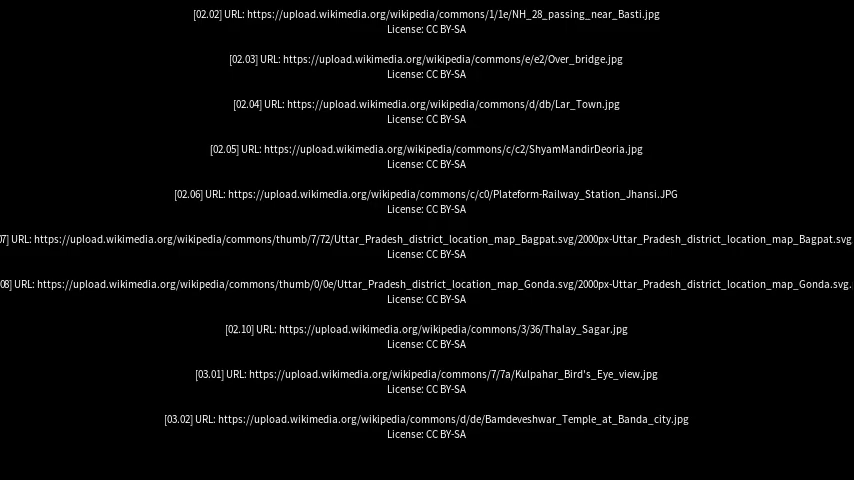 [02.02] URL: https://upload.wikimedia.org/wikipedia/commons/1/1e/NH_28_passing_near_Basti.jpg
License: CC BY-SA
[02.03] URL: https://upload.wikimedia.org/wikipedia/commons/e/e2/Over_bridge.jpg
License: CC BY-SA
[02.04] URL: https://upload.wikimedia.org/wikipedia/commons/d/db/Lar_Town.jpg
License: CC BY-SA
[02.05] URL: https://upload.wikimedia.org/wikipedia/commons/c/c2/ShyamMandirDeoria.jpg
License: CC BY-SA
[02.06] URL: https://upload.wikimedia.org/wikipedia/commons/c/c0/Plateform-Railway_Station_Jhansi.JPG
License: CC BY-SA
7] URL: https://upload.wikimedia.org/wikipedia/commons/thumb/7/72/Uttar_Pradesh_district_location_map_Bagpat.svg/2000px-Uttar_Pradesh_district_location_map_Bagpat.svg
License: CC BY-SA
08] URL: https://upload.wikimedia.org/wikipedia/commons/thumb/0/0e/Uttar_Pradesh_district_location_map_Gonda.svg/2000px-Uttar_Pradesh_district_location_map_Gonda.svg.
License: CC BY-SA
[02.10] URL: https://upload.wikimedia.org/wikipedia/commons/3/36/Thalay_Sagar.jpg
License: CC BY-SA
[03.01] URL: https://upload.wikimedia.org/wikipedia/commons/7/7a/Kulpahar_Bird's_Eye_view.jpg
License: CC BY-SA
[03.02] URL: https://upload.wikimedia.org/wikipedia/commons/d/de/Bamdeveshwar_Temple_at_Banda_city.jpg
License: CC BY-SA